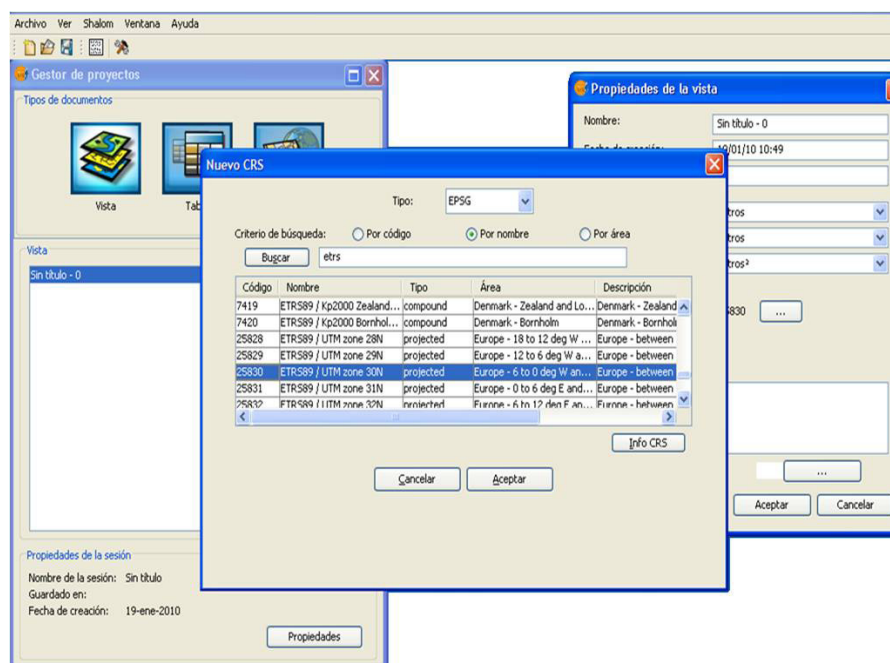 Archivo Ver Shalom Ventana Ayuda
Gestor de proyectos
Tipos de documentos
Vista
Vista
Sin título - 0
Propiedades de la sesión
Nombre de la sesión: Sin título
Guardado en:
Fecha de creación: 19-ene-2010
Propiedades
Nuevo CRS
Tipo: EPSG
Criterio de búsqueda: Por código Por nombre Por área
Buscar etrs
Código Nombre Tipo Área Descripción
7419 ETRS89 / Kp2000 Zealand... compound Denmark - Zealand and Lo... Denmark - Zealand
7420 ETRS89 / Kp2000 Bornhol... compound Denmark - Bornholm Denmark - Bornhol
25828 ETRS89 / UTM zone 28N projected Europe - 18 to 12 deg W ... Europe - between
25829 ETRS89 / UTM zone 29N projected Europe - 12 to 6 deg W a... Europe - between
25830 ETRS89 / UTM zone 30N projected Europe - 6 to 0 deg W an... Europe - between
25831 ETRS89 / UTM zone 31N projected Europe - 0 to 6 deg E and... Europe - between
25832 ETRS89 / UTM zone 32N projected Europe - 6 to 12 deg E an... Europe - between
Info CRS
Cancelar Aceptar
Propiedades de la vista
Nombre: Sin título - 0
/01/10 10:49
tros
tros
tros²
830 ...
...
Aceptar Cancelar